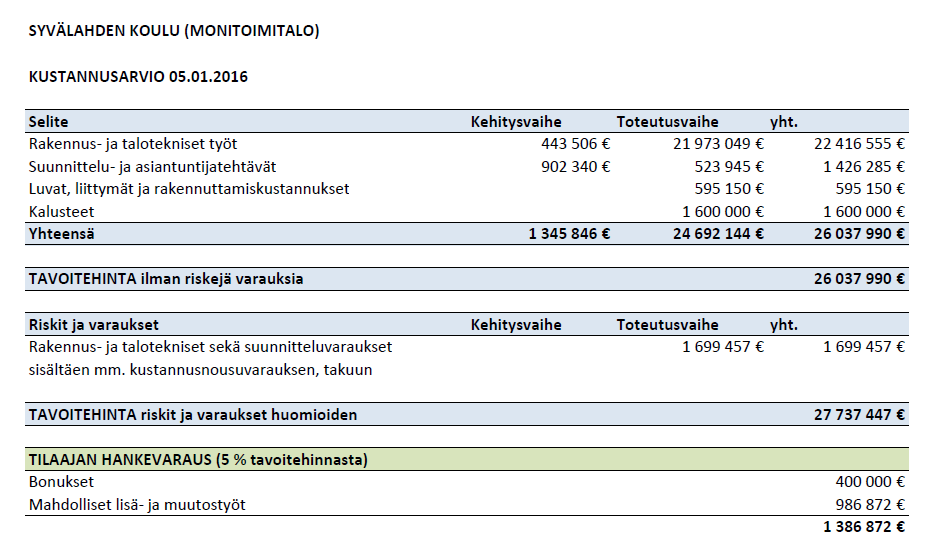 SYVÄLAHDEN KOULU (MONITOIMITALO)
KUSTANNUSARVIO 05.01.2016
Selite Kehitysvaihe Toteutusvaihe yht.
Rakennus- ja talotekniset työt 443 506 € 21 973 049 € 22 416 555 €
Suunnittelu- ja asiantuntijatehtävät 902 340 € 523 945 € 1 426 285 €
Luvat, liittymät ja rakennuttamiskustannukset 595 150 € 595 150 €
Kalusteet 1 600 000 € 1 600 000 €
Yhteensä 1 345 846 € 24 692 144 € 26 037 990 €
TAVOITEHINTA ilman riskejä varauksia 26 037 990 €
Riskit ja varaukset Kehitysvaihe Toteutusvaihe yht.
Rakennus- ja talotekniset sekä suunnitteluvaraukset 1 699 457 € 1 699 457 €
sisältäen mm. kustannusnousuvarauksen, takuun
TAVOITEHINTA riskit ja varaukset huomioiden 27 737 447 €
TILAAJAN HANKEVARAUS (5 % tavoitehinnasta)
Bonukset 400 000 €
Mahdolliset lisä- ja muutostyöt 986 872 €
1 386 872 €